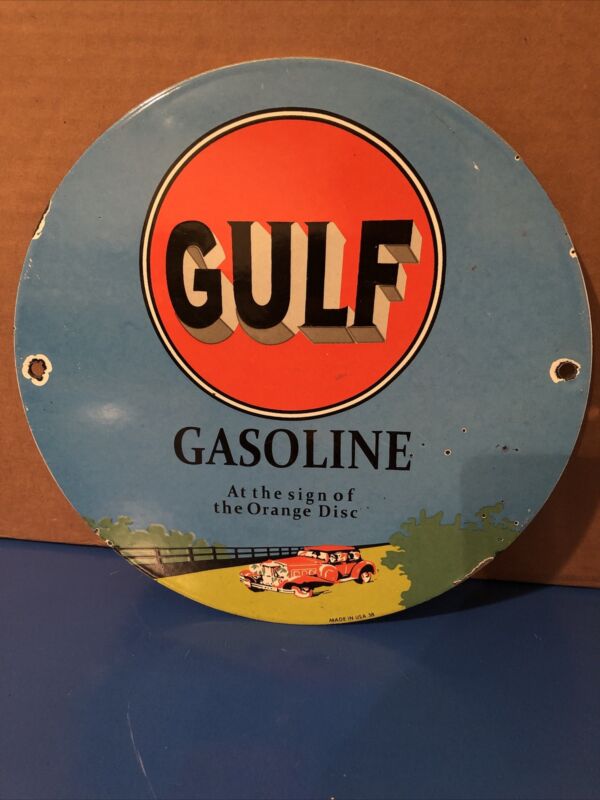 GULF
GASOLINE
At the sign of
the Orange Disc
MADE IN USA 38